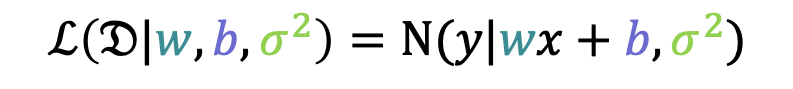 ℒ(𝔇|w, b, σ²) = N(y|wx + b, σ²)